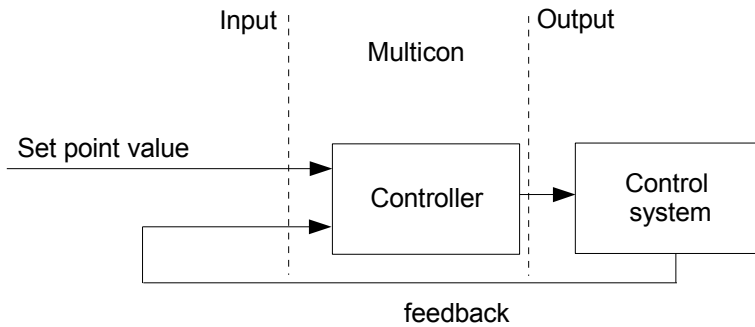 Input
Output
Multicon
Set point value
Controller
Control
system
feedback